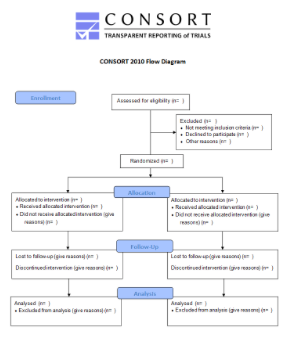 CONSORT
TRANSPARENT REPORTING of TRIALS
CONSORT 2010 Flow Diagram
Enrollment
Assessed for eligibility (n= )
Excluded (n= )
• Not meeting inclusion criteria (n= )
• Declined to participate (n= )
• Other reasons (n= )
Randomized (n= )
Allocation
Allocated to intervention (n= )
• Received allocated intervention (n= )
• Did not receive allocated intervention (give
reasons) (n= )
Allocated to intervention (n= )
• Received allocated intervention (n= )
• Did not receive allocated intervention (give
reasons) (n= )
Follow-Up
Lost to follow-up (give reasons) (n= )
Discontinued intervention (give reasons) (n= )
Lost to follow-up (give reasons) (n= )
Discontinued intervention (give reasons) (n= )
Analysis
Analysed (n= )
• Excluded from analysis (give reasons) (n= )
Analysed (n= )
• Excluded from analysis (give reasons) (n= )